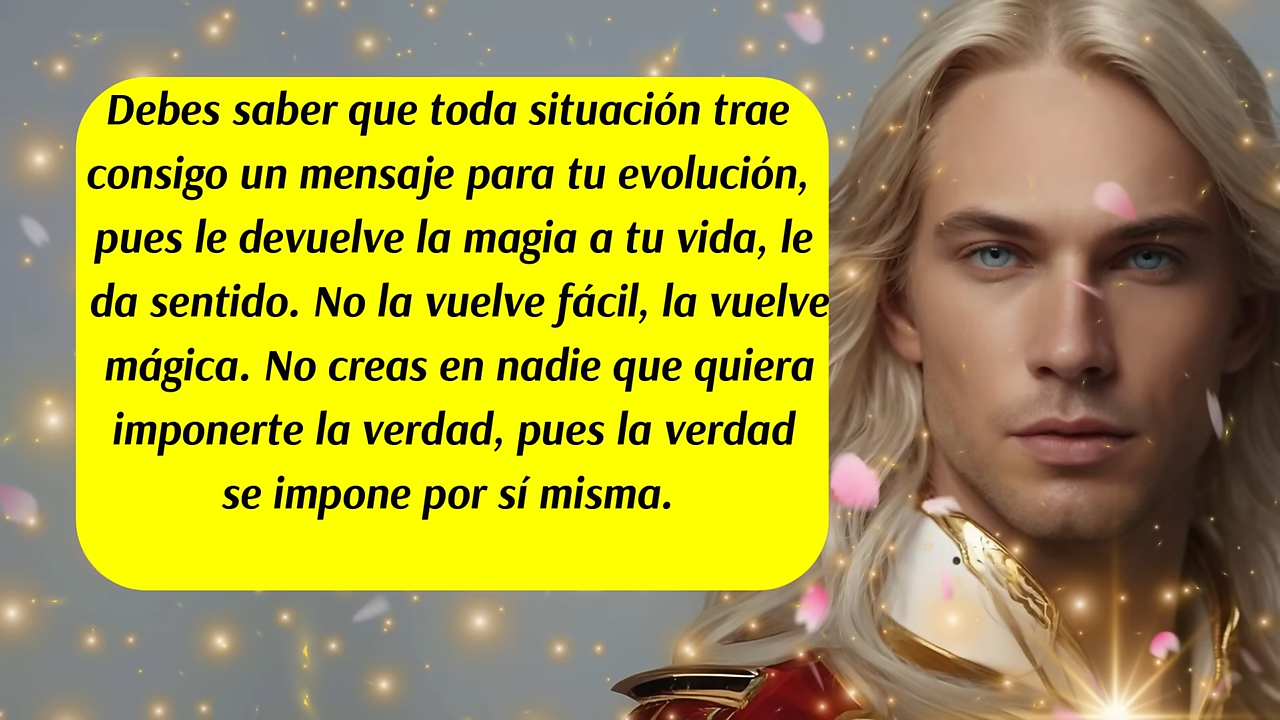 Debes saber que toda situación trae
consigo un mensaje para tu evolución,
pues le devuelve la magia a tu vida, le
da sentido. No la vuelve fácil, la vuelve
mágica. No creas en nadie que quiera
imponerte la verdad, pues la verdad
se impone por sí misma.